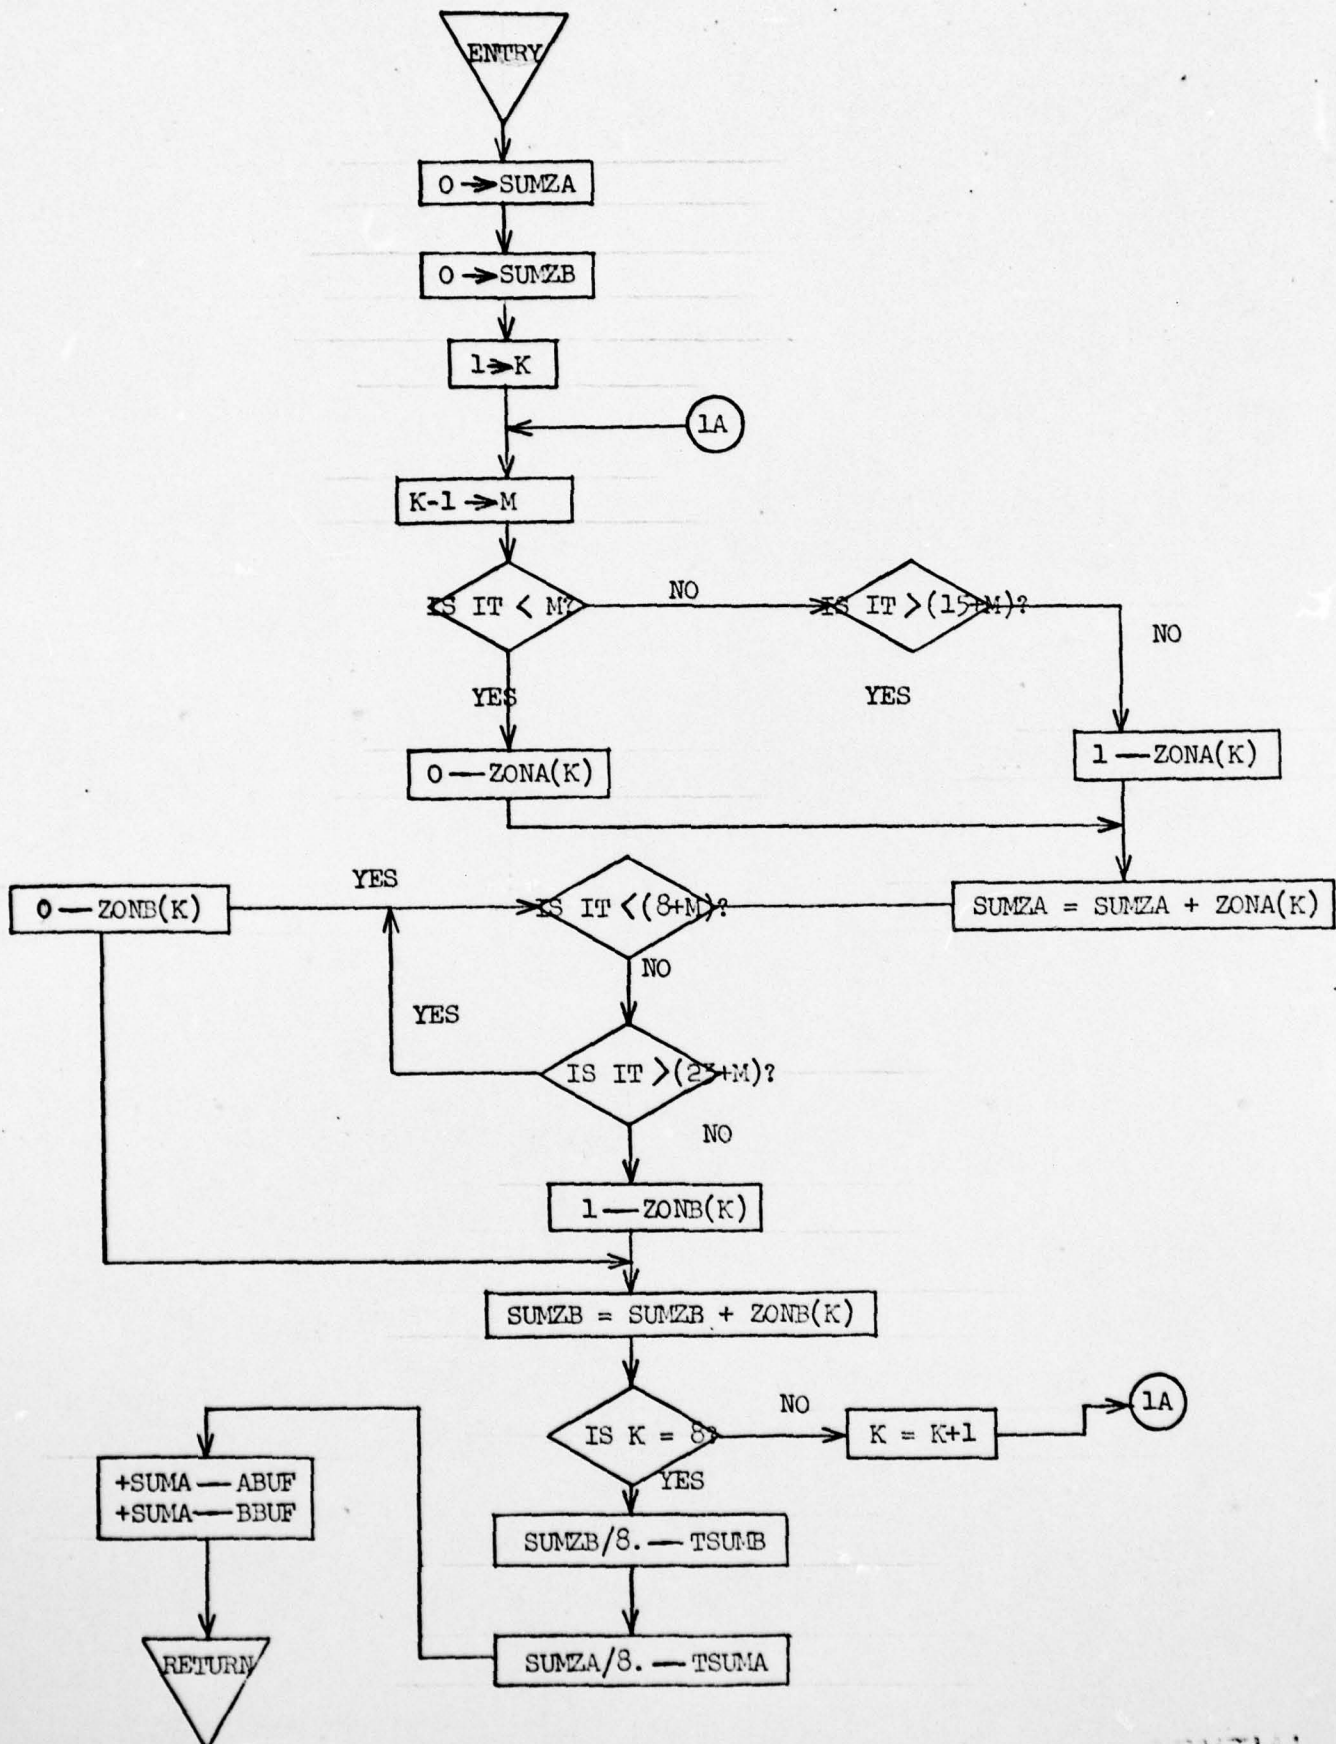 ENTRY
0 → SUMZA
0 → SUMZB
1 → K
1A
K-1 → M
IS IT < M?
NO
IS IT > (15+M)?
NO
YES
YES
0 — ZONA(K)
1 — ZONA(K)
YES
0 — ZONB(K)
IS IT < (8+M)?
SUMZA = SUMZA + ZONA(K)
NO
YES
IS IT > (23+M)?
NO
1 — ZONB(K)
SUMZB = SUMZB + ZONB(K)
IS K = 8?
NO
K = K+1
1A
YES
+SUMA — ABUF
+SUMA — BBUF
SUMZB/8. — TSUMB
SUMZA/8. — TSUMA
RETURN